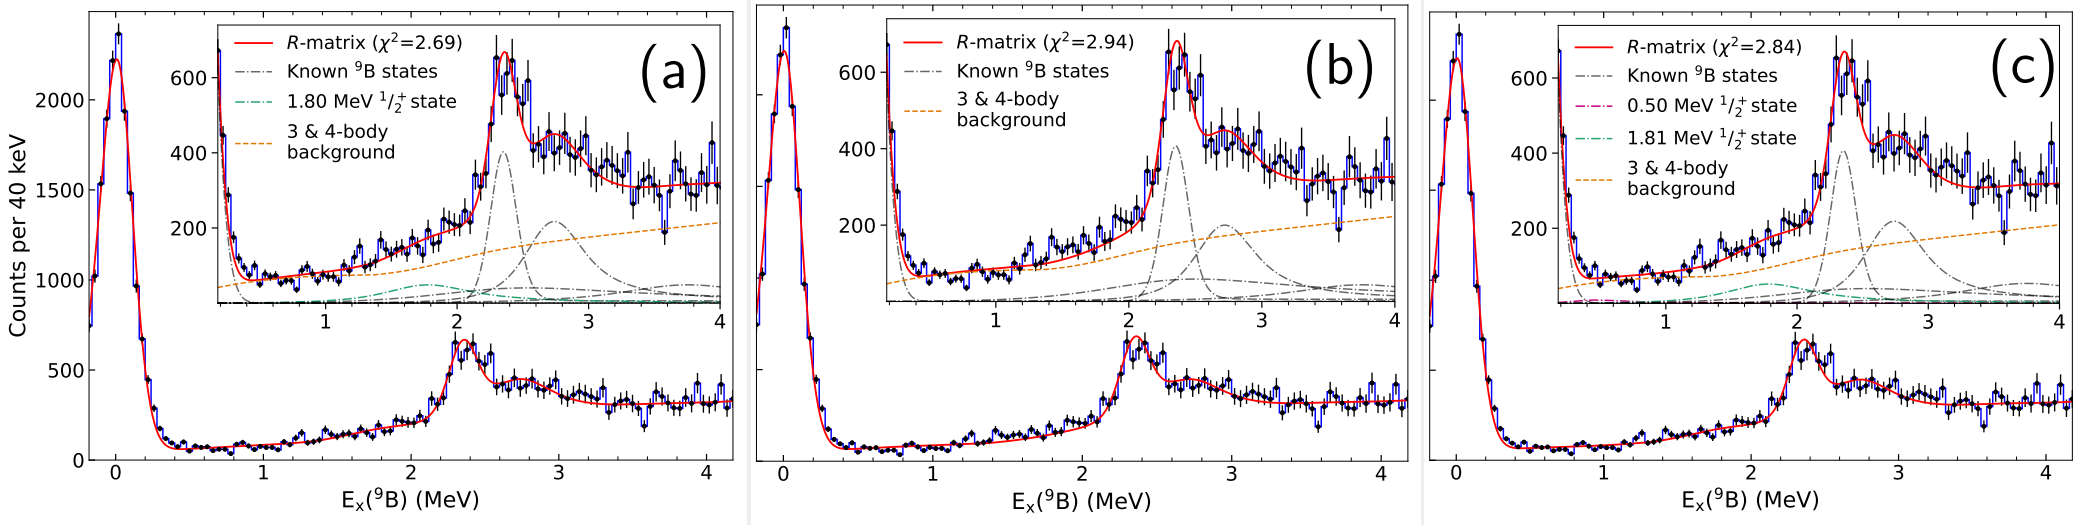 (a)
R-matrix (χ²=2.69)
Known ⁹B states
1.80 MeV ¹/₂⁺ state
3 & 4-body
background
600
400
200
1 2 3 4
2000
1500
1000
500
0
Counts per 40 keV
0 1 2 3 4
Eₓ(⁹B) (MeV)
(b)
R-matrix (χ²=2.94)
Known ⁹B states
3 & 4-body
background
600
400
200
1 2 3 4
0 1 2 3 4
Eₓ(⁹B) (MeV)
(c)
R-matrix (χ²=2.84)
Known ⁹B states
0.50 MeV ¹/₂⁺ state
1.81 MeV ¹/₂⁺ state
3 & 4-body
background
600
400
200
1 2 3 4
0 1 2 3 4
Eₓ(⁹B) (MeV)